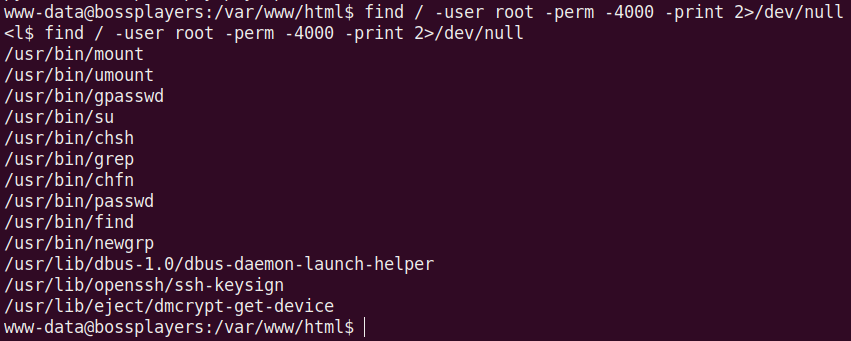 www-data@bossplayers:/var/www/html$ find / -user root -perm -4000 -print 2>/dev/null
<l$ find / -user root -perm -4000 -print 2>/dev/null
/usr/bin/mount
/usr/bin/umount
/usr/bin/gpasswd
/usr/bin/su
/usr/bin/chsh
/usr/bin/grep
/usr/bin/chfn
/usr/bin/passwd
/usr/bin/find
/usr/bin/newgrp
/usr/lib/dbus-1.0/dbus-daemon-launch-helper
/usr/lib/openssh/ssh-keysign
/usr/lib/eject/dmcrypt-get-device
www-data@bossplayers:/var/www/html$